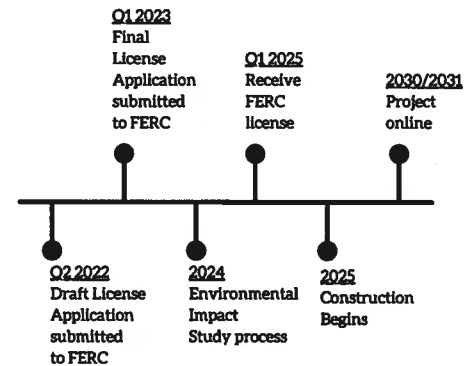 Q1 2023
Final
License
Application
submitted
to FERC
Q1 2025
Receive
FERC
license
2030/2031
Project
online
Q2 2022
Draft License
Application
submitted
to FERC
2024
Environmental
Impact
Study process
2025
Construction
Begins